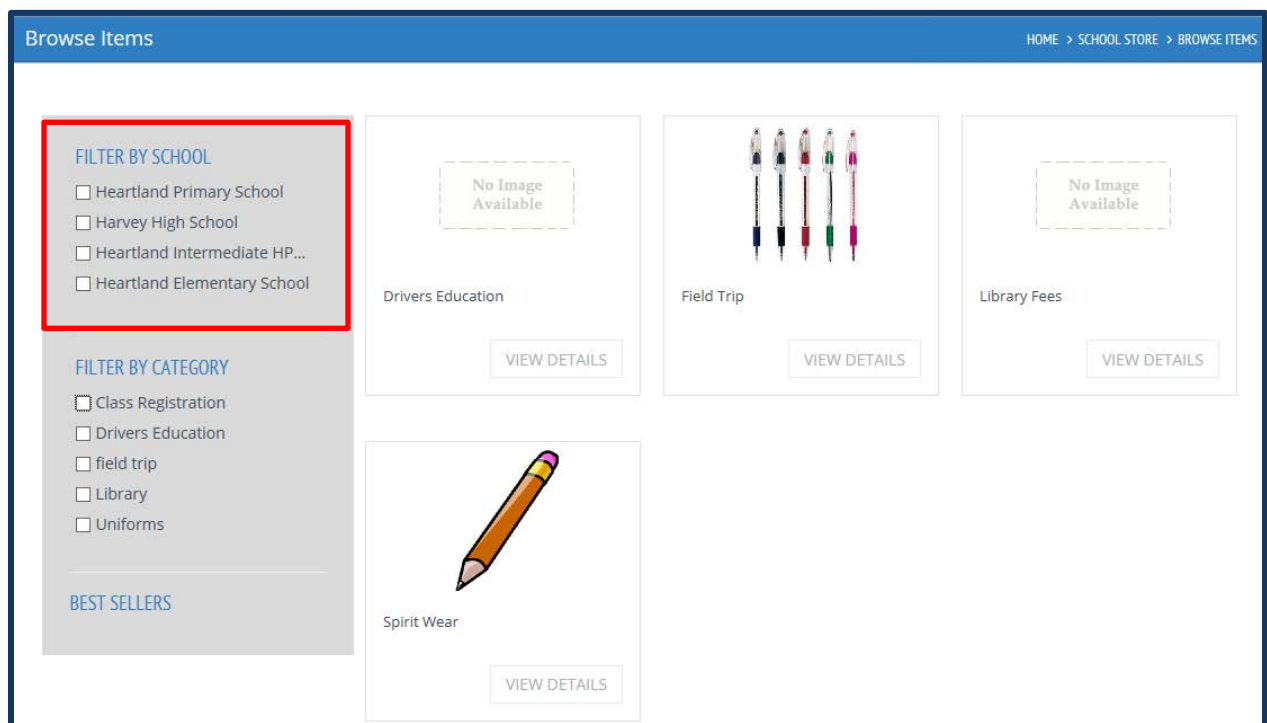 Browse Items
HOME > SCHOOL STORE > BROWSE ITEMS
FILTER BY SCHOOL
Heartland Primary School
Harvey High School
Heartland Intermediate HP...
Heartland Elementary School
FILTER BY CATEGORY
Class Registration
Drivers Education
field trip
Library
Uniforms
BEST SELLERS
No Image
Available
Drivers Education
VIEW DETAILS
Field Trip
VIEW DETAILS
No Image
Available
Library Fees
VIEW DETAILS
Spirit Wear
VIEW DETAILS